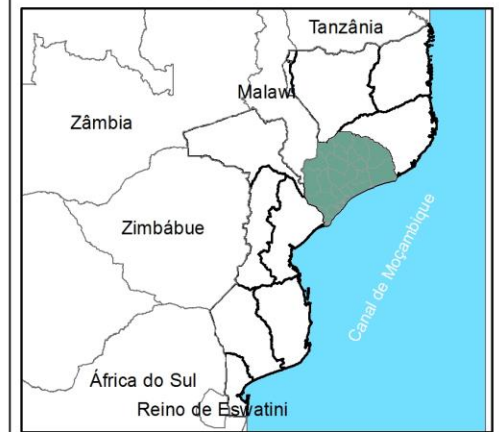 Tanzânia
Malawi
Zâmbia
Zimbábue
Canal de Moçambique
África do Sul
Reino de Eswatini